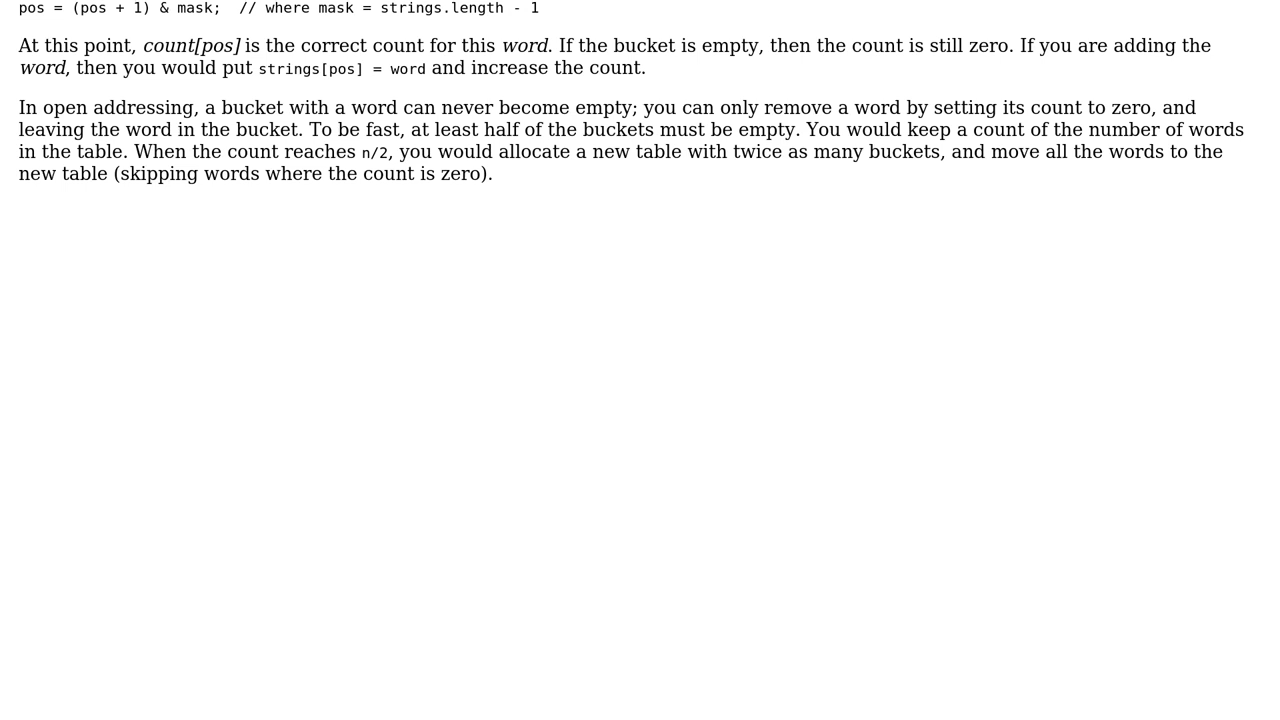 pos = (pos + 1) & mask;  // where mask = strings.length - 1
At this point, count[pos] is the correct count for this word. If the bucket is empty, then the count is still zero. If you are adding the
word, then you would put strings[pos] = word and increase the count.
In open addressing, a bucket with a word can never become empty; you can only remove a word by setting its count to zero, and
leaving the word in the bucket. To be fast, at least half of the buckets must be empty. You would keep a count of the number of words
in the table. When the count reaches n/2, you would allocate a new table with twice as many buckets, and move all the words to the
new table (skipping words where the count is zero).